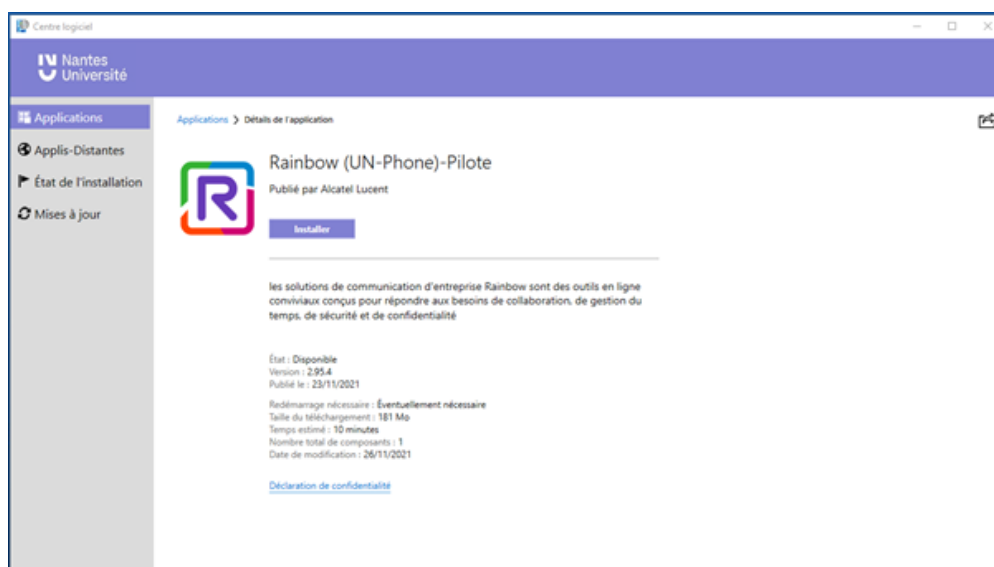 Centre logiciel
Nantes
Université
Applications
Applis-Distantes
État de l'installation
Mises à jour
Applications ❯ Détails de l'application
R
Rainbow (UN-Phone)-Pilote
Publié par Alcatel Lucent
Installer
les solutions de communication d'entreprise Rainbow sont des outils en ligne
conviviaux conçus pour répondre aux besoins de collaboration, de gestion du
temps, de sécurité et de confidentialité
État : Disponible
Version : 2.95.4
Publié le : 23/11/2021
Redémarrage nécessaire : Éventuellement nécessaire
Taille du téléchargement : 181 Mo
Temps estimé : 10 minutes
Nombre total de composants : 1
Date de modification : 26/11/2021
Déclaration de confidentialité